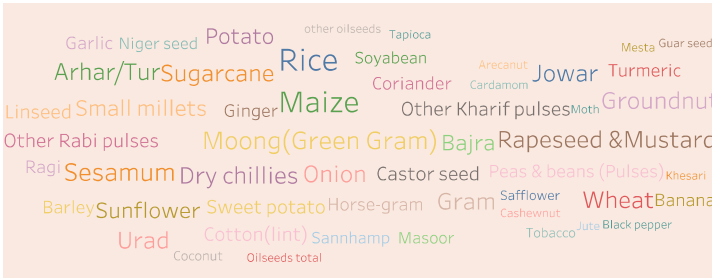 other oilseeds
Tapioca
Garlic Niger seed Potato
Mesta Guar seed
Rice Soyabean
Arhar/Tur Sugarcane
Arecanut Jowar Turmeric
Coriander Cardamom
Linseed Small millets Ginger Maize Other Kharif pulses Moth Groundnut
Other Rabi pulses Moong(Green Gram) Bajra Rapeseed &Mustard
Ragi Sesamum Dry chillies Onion Castor seed Peas & beans (Pulses) Khesari
Barley Sunflower Sweet potato Horse-gram Gram Safflower Wheat Banana
Cashewnut
Urad Cotton(lint) Sannhamp Masoor Tobacco Jute Black pepper
Coconut Oilseeds total